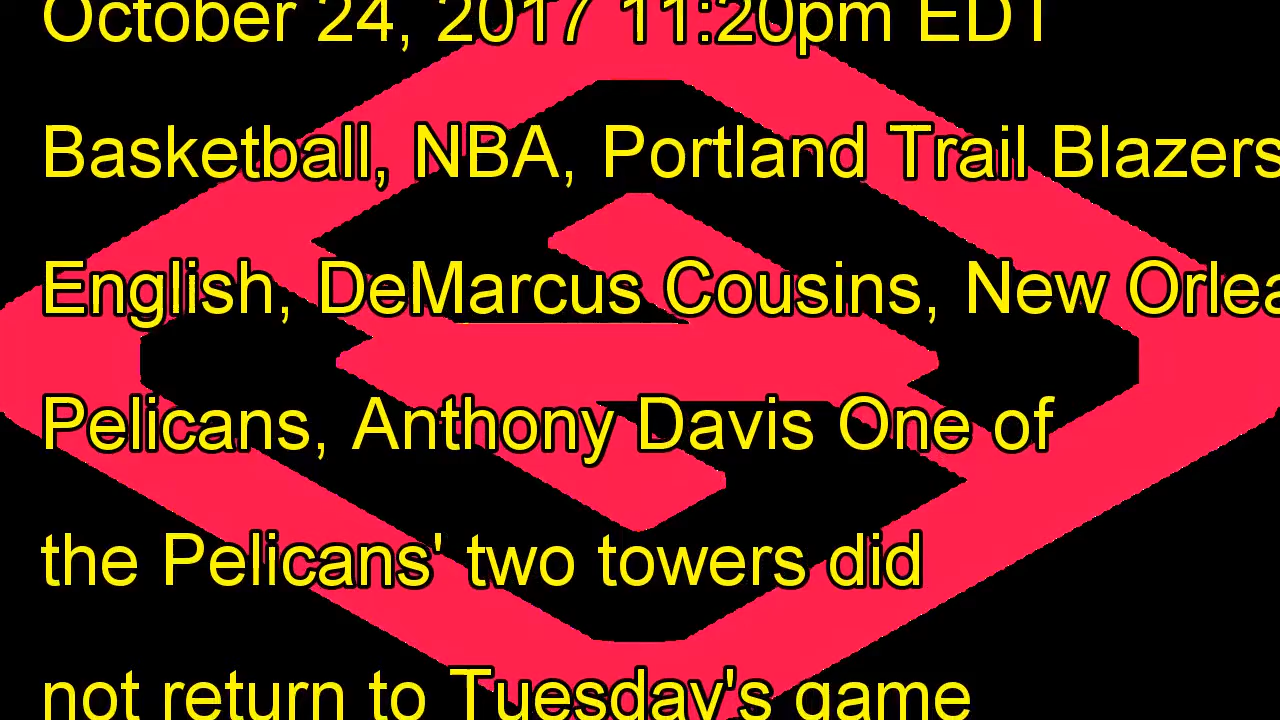 October 24, 2017 11:20pm EDT
Basketball, NBA, Portland Trail Blazers
English, DeMarcus Cousins, New Orlea
Pelicans, Anthony Davis One of
the Pelicans' two towers did
not return to Tuesday's game